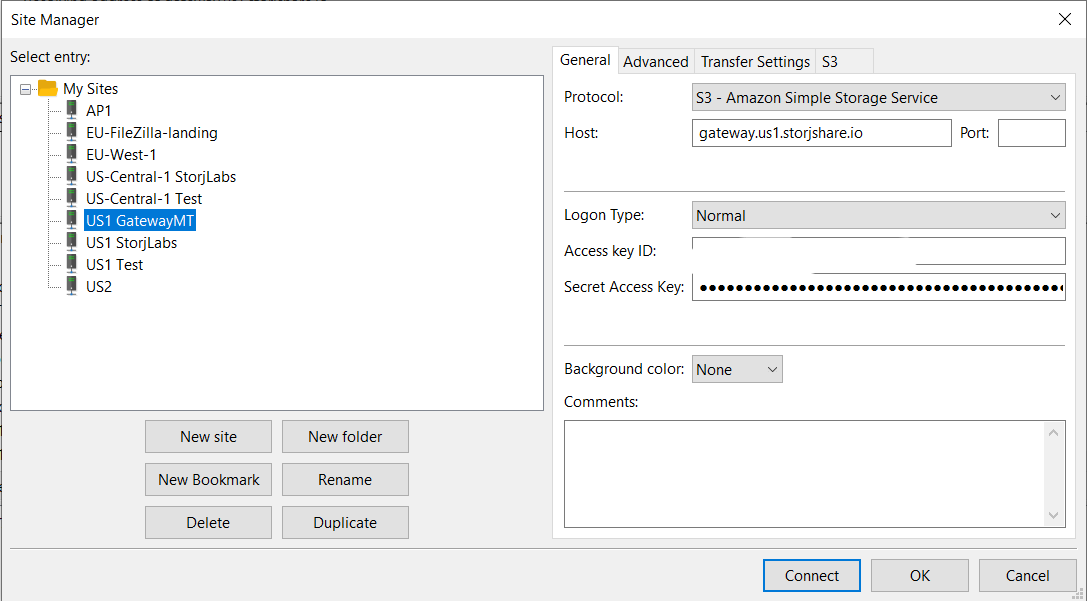 Site Manager
Select entry:
My Sites
AP1
EU-FileZilla-landing
EU-West-1
US-Central-1 StorjLabs
US-Central-1 Test
US1 GatewayMT
US1 StorjLabs
US1 Test
US2
New site New folder
New Bookmark Rename
Delete Duplicate
General Advanced Transfer Settings S3
Protocol: S3 - Amazon Simple Storage Service
Host: gateway.us1.storjshare.io Port:
Logon Type: Normal
Access key ID:
Secret Access Key: ●●●●●●●●●●●●●●●●●●●●●●●●●●●●●●●●●●●●●●●●●
Background color: None
Comments:
Connect OK Cancel